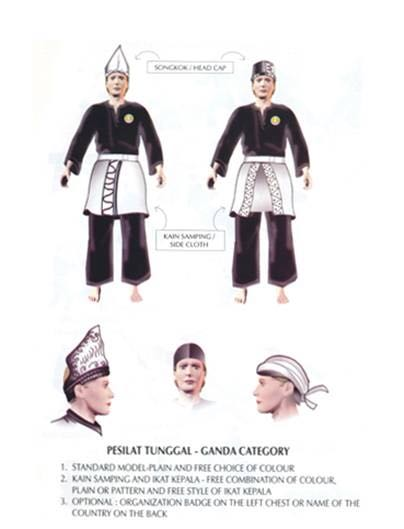 SONGKOK / HEAD CAP
KAIN SAMPING /
SIDE CLOTH
PESILAT TUNGGAL - GANDA CATEGORY
1. STANDARD MODEL-PLAIN AND FREE CHOICE OF COLOUR
2. KAIN SAMPING AND IKAT KEPALA - FREE COMBINATION OF COLOUR,
PLAIN OR PATTERN AND FREE STYLE OF IKAT KEPALA
3. OPTIONAL : ORGANIZATION BADGE ON THE LEFT CHEST OR NAME OF THE
COUNTRY ON THE BACK